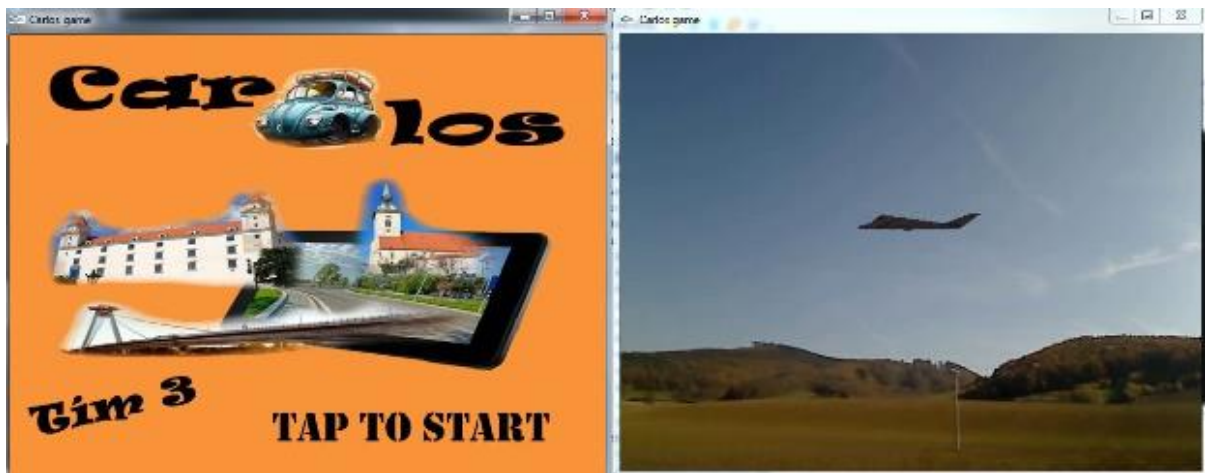 Carlos game
Carlos game
Car los
Tím 3
TAP TO START